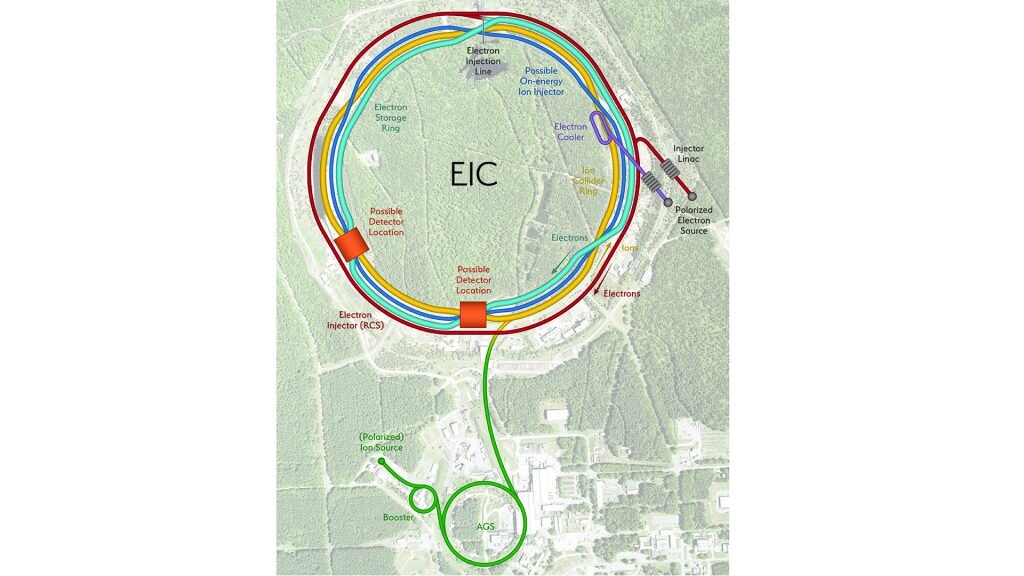 Electron
Injection
Line
Possible
On-energy
Ion Injector
Electron
Storage
Ring
Electron
Cooler
Injector
Linac
EIC
Ion
Collider
Ring
Possible
Detector
Location
Polarized
Electron
Source
Electrons
Ions
Possible
Detector
Location
Electrons
Electron
Injector (RCS)
(Polarized)
Ion Source
Booster
AGS